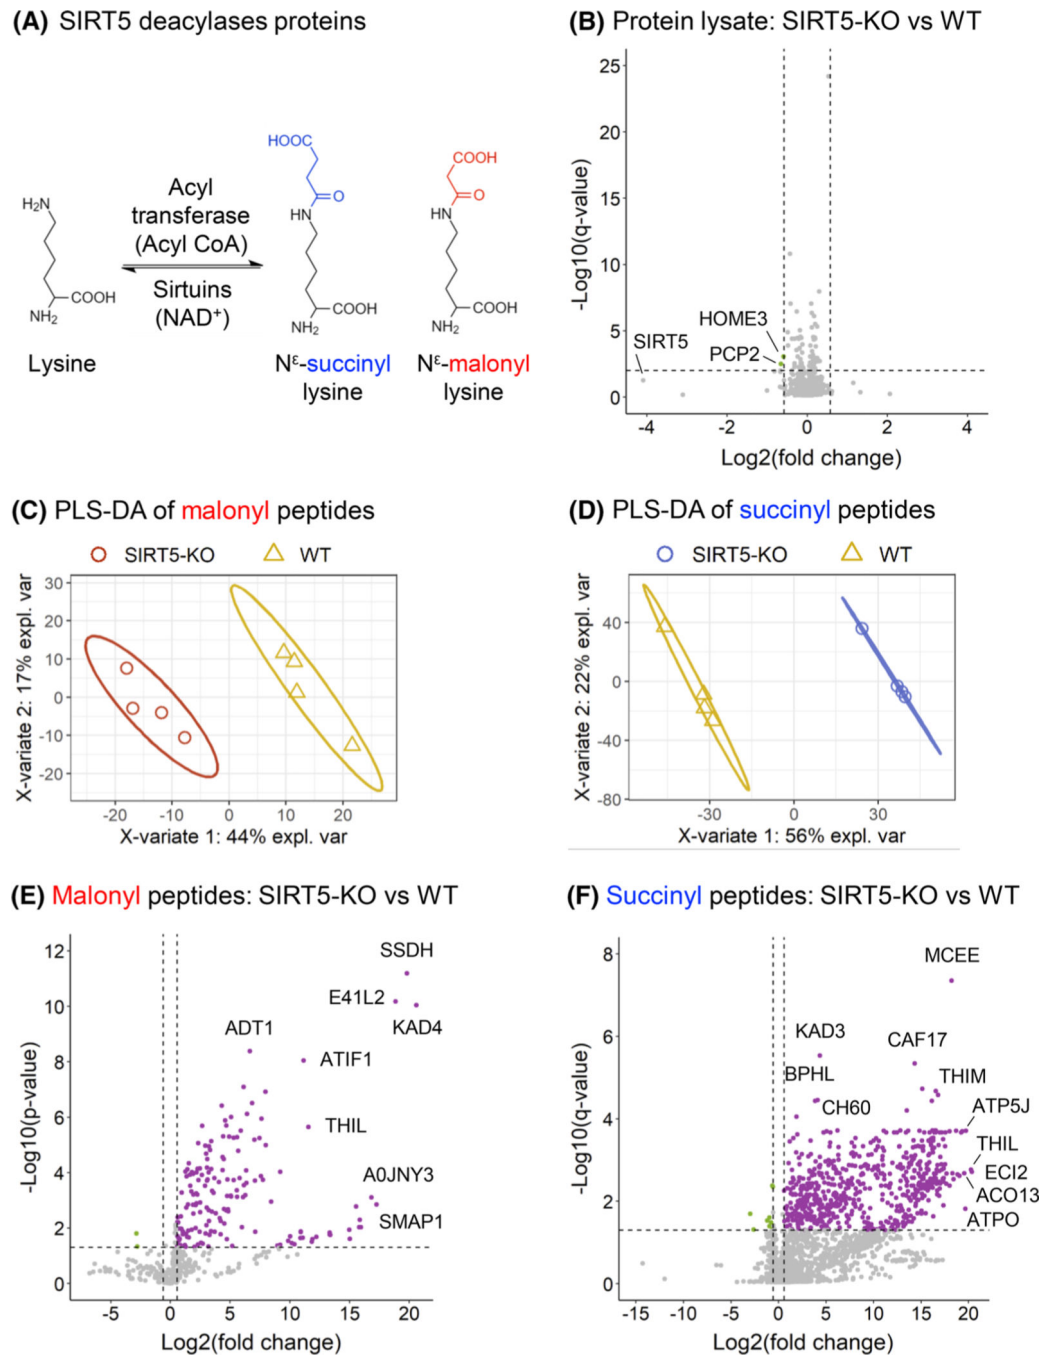 (A) SIRT5 deacylases proteins
HOOC
O
HN
COOH
NH₂
COOH
O
HN
COOH
NH₂
H₂N
COOH
NH₂
Acyl
transferase
(Acyl CoA)
Sirtuins
(NAD⁺)
Lysine
Nᵋ-succinyl
lysine
Nᵋ-malonyl
lysine
(B) Protein lysate: SIRT5-KO vs WT
-Log10(q-value)
25
20
15
10
5
0
HOME3
PCP2
SIRT5
-4 -2 0 2 4
Log2(fold change)
(C) PLS-DA of malonyl peptides
SIRT5-KO WT
X-variate 2: 17% expl. var
30
20
10
0
-10
-20
-20 -10 0 10 20
X-variate 1: 44% expl. var
(D) PLS-DA of succinyl peptides
SIRT5-KO WT
X-variate 2: 22% expl. var
40
0
-40
-80
-30 0 30
X-variate 1: 56% expl. var
(E) Malonyl peptides: SIRT5-KO vs WT
-Log10(p-value)
12
10
8
6
4
2
0
SSDH
E41L2
KAD4
ADT1
ATIF1
THIL
A0JNY3
SMAP1
-5 0 5 10 15 20
Log2(fold change)
(F) Succinyl peptides: SIRT5-KO vs WT
-Log10(q-value)
8
6
4
2
0
MCEE
KAD3
CAF17
BPHL
THIM
CH60
ATP5J
THIL
ECI2
ACO13
ATPO
-15 -10 -5 0 5 10 15 20
Log2(fold change)